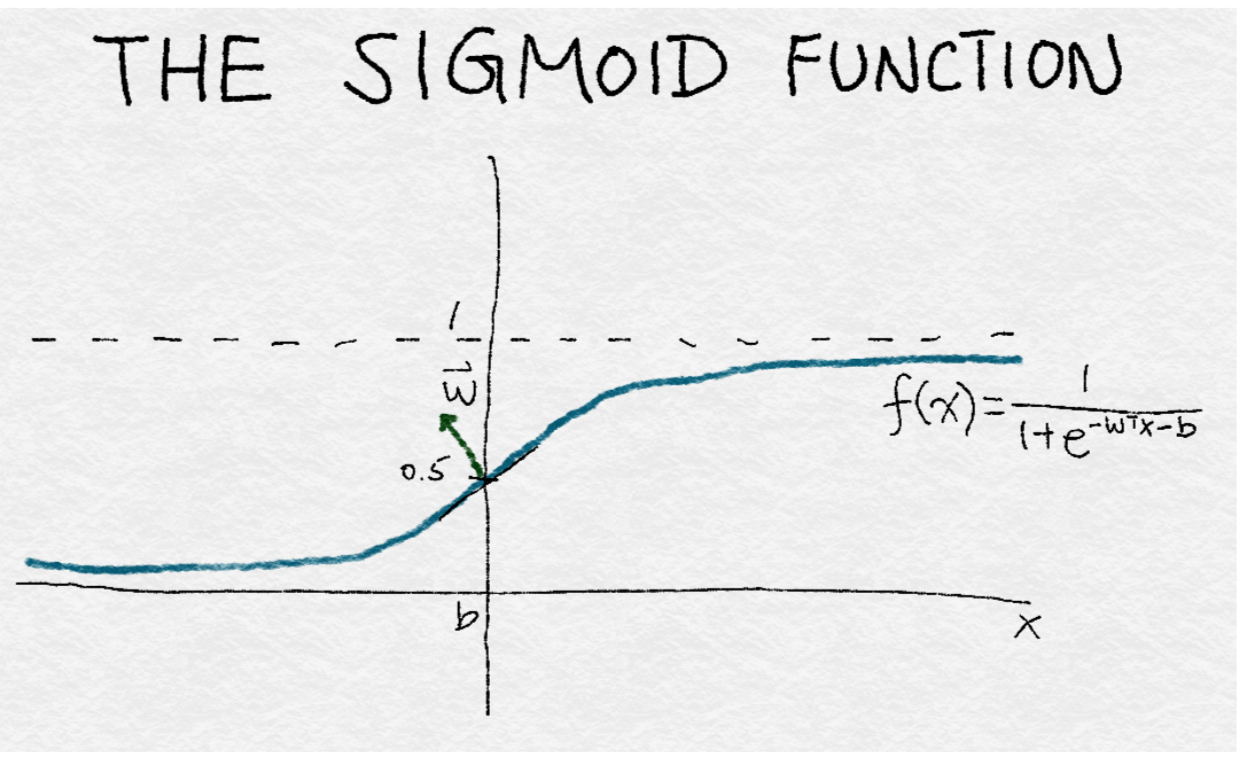 THE SIGMOID FUNCTION
1
w⃗
f(x) = 1 / (1+e^(-wᵀx-b))
0.5
b
x